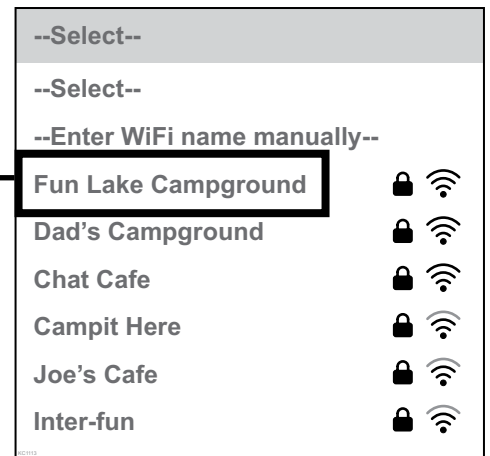 --Select--
--Select--
--Enter WiFi name manually--
Fun Lake Campground
Dad's Campground
Chat Cafe
Campit Here
Joe's Cafe
Inter-fun
KC1113